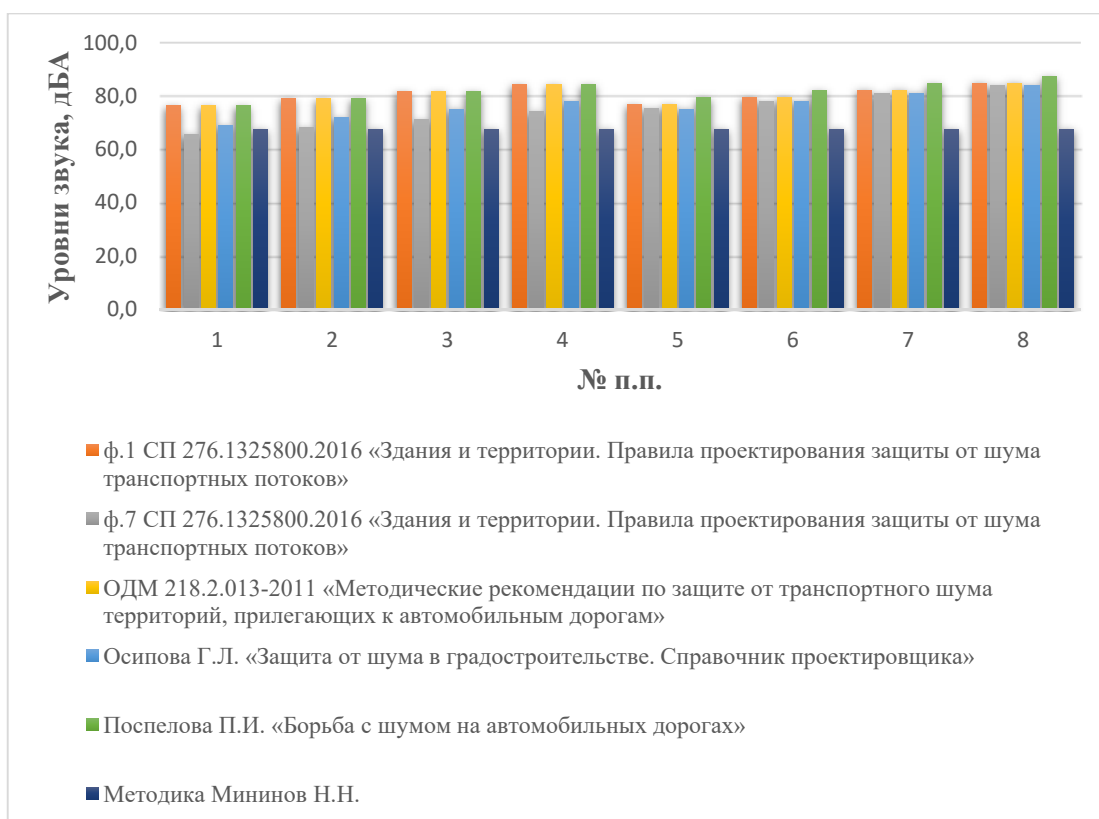 Уровни звука, дБА
100,0
80,0
60,0
40,0
20,0
0,0
1 2 3 4 5 6 7 8
№ п.п.
ф.1 СП 276.1325800.2016 «Здания и территории. Правила проектирования защиты от шума
транспортных потоков»
ф.7 СП 276.1325800.2016 «Здания и территории. Правила проектирования защиты от шума
транспортных потоков»
ОДМ 218.2.013-2011 «Методические рекомендации по защите от транспортного шума
территорий, прилегающих к автомобильным дорогам»
Осипова Г.Л. «Защита от шума в градостроительстве. Справочник проектировщика»
Поспелова П.И. «Борьба с шумом на автомобильных дорогах»
Методика Мининов Н.Н.